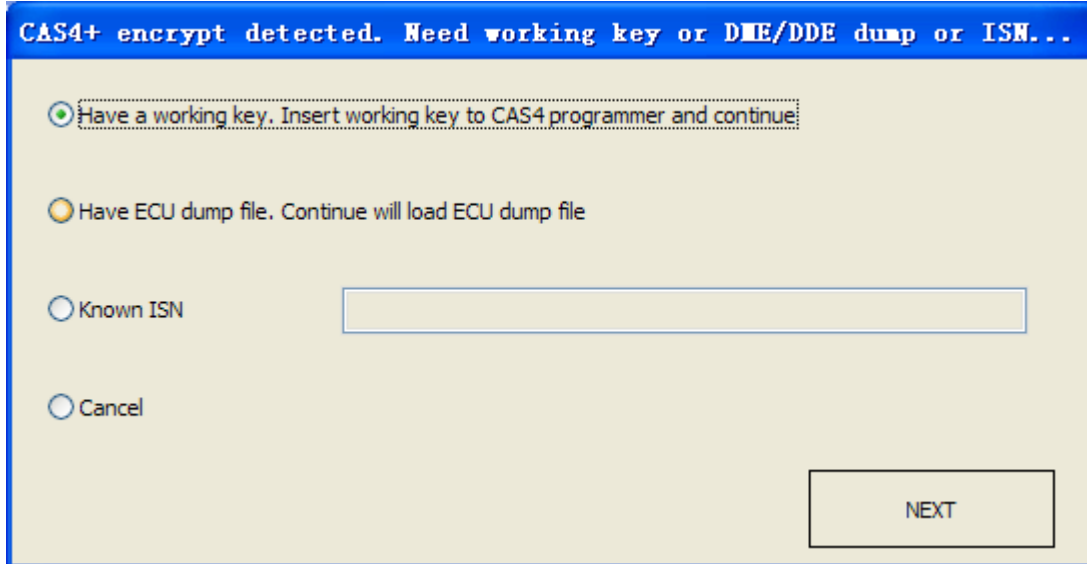 CAS4+ encrypt detected. Need working key or DME/DDE dump or ISN...
Have a working key. Insert working key to CAS4 programmer and continue
Have ECU dump file. Continue will load ECU dump file
Known ISN
Cancel
NEXT